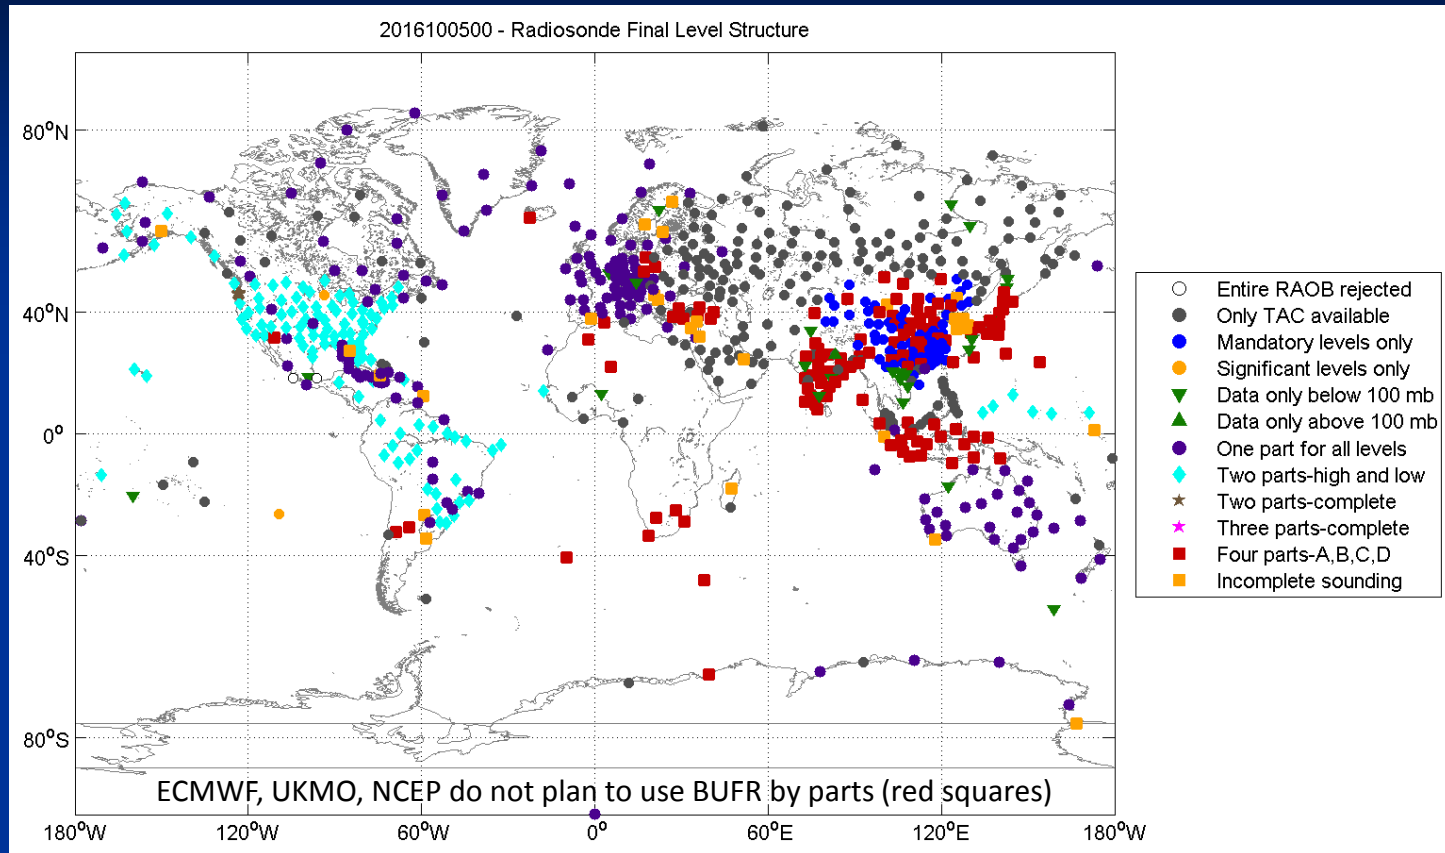 2016100500 - Radiosonde Final Level Structure
80°N
40°N
0°
40°S
80°S
180°W
120°W
60°W
0°
60°E
120°E
180°W
Entire RAOB rejected
Only TAC available
Mandatory levels only
Significant levels only
Data only below 100 mb
Data only above 100 mb
One part for all levels
Two parts-high and low
Two parts-complete
Three parts-complete
Four parts-A,B,C,D
Incomplete sounding
ECMWF, UKMO, NCEP do not plan to use BUFR by parts (red squares)